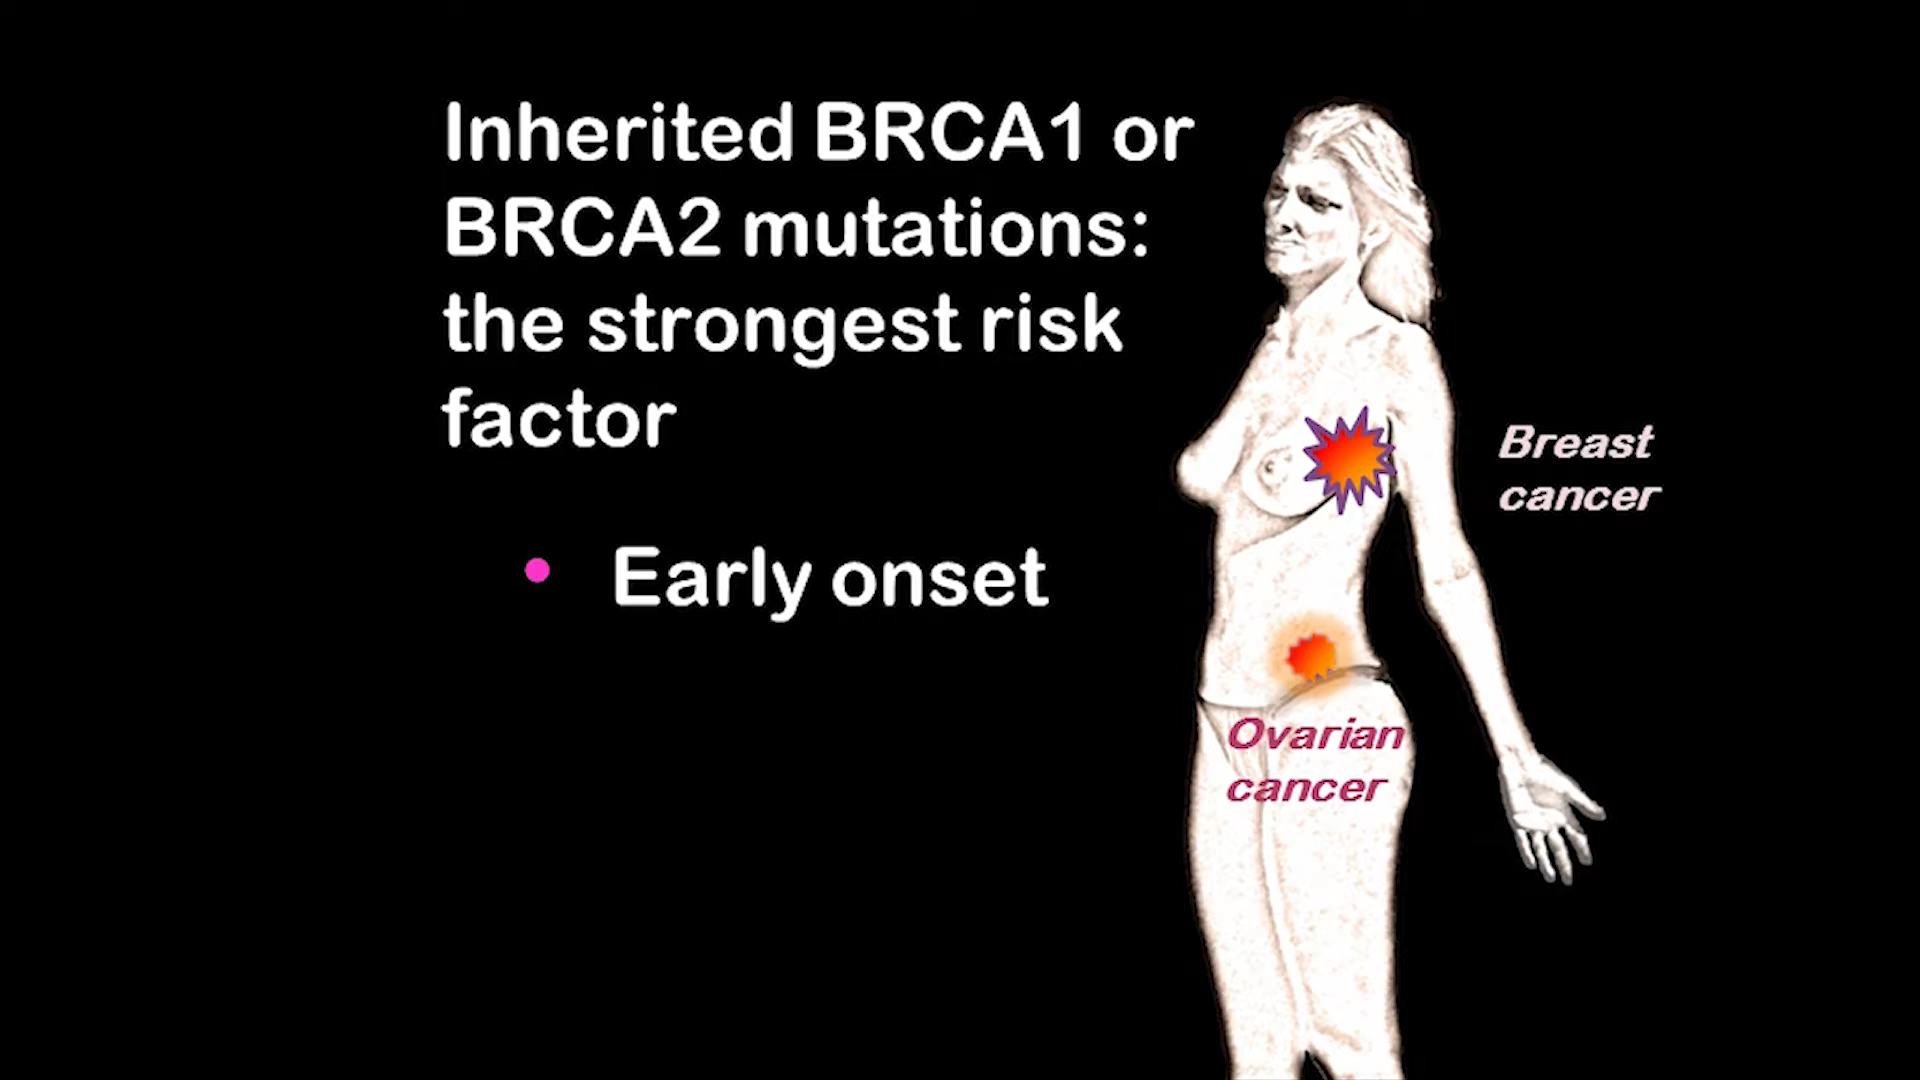 Inherited BRCA1 or
BRCA2 mutations:
the strongest risk
factor
• Early onset
Breast
cancer
Ovarian
cancer